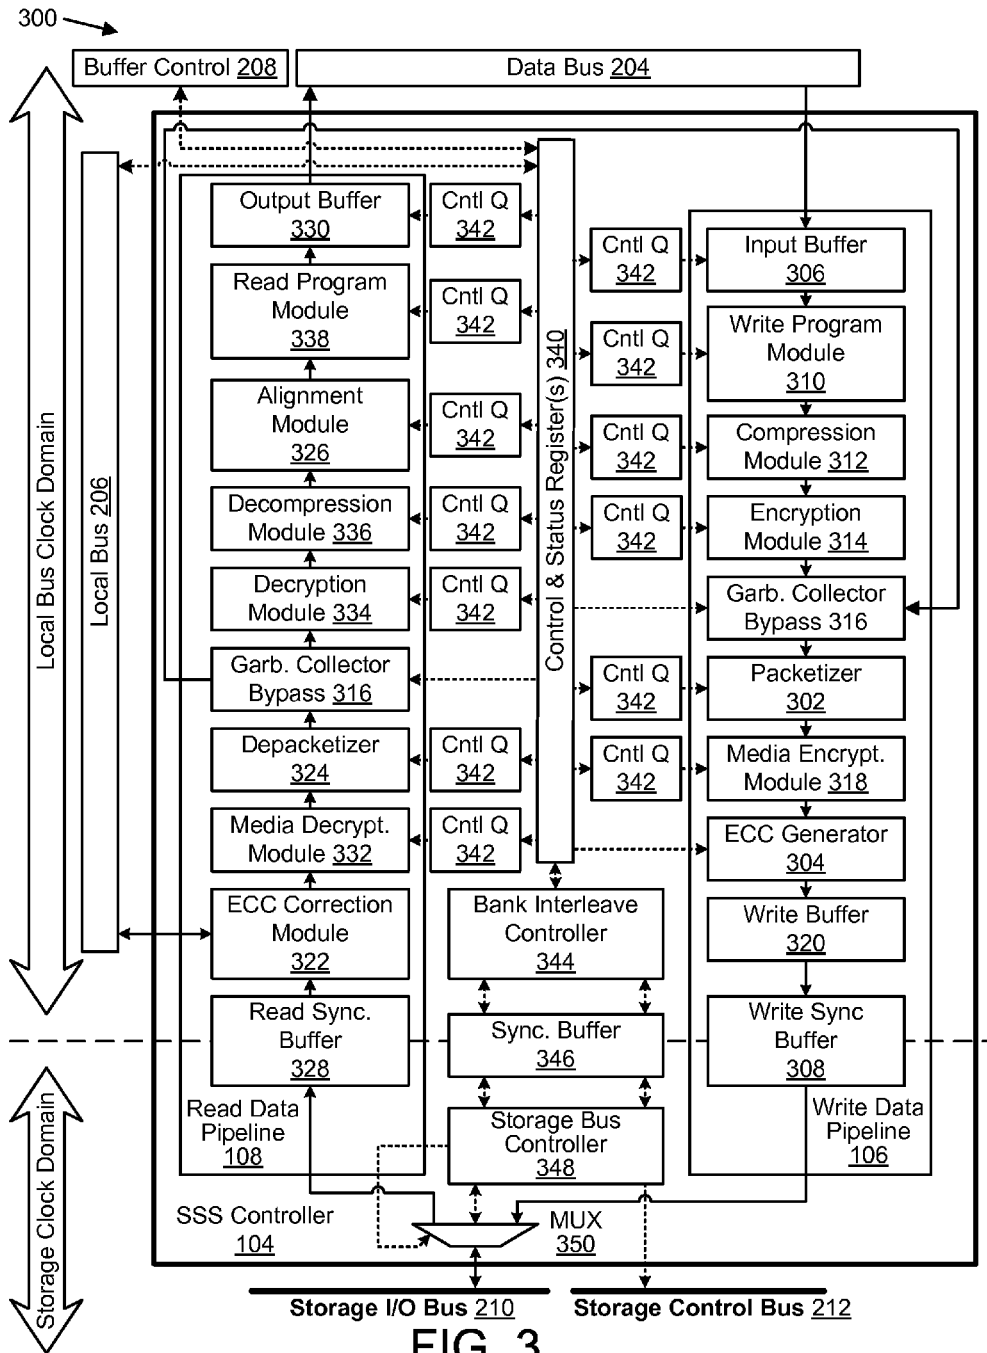 300
Buffer Control 208
Data Bus 204
Local Bus Clock Domain
Local Bus 206
Output Buffer
330
Cntl Q
342
Read Program
Module
338
Cntl Q
342
Alignment
Module
326
Cntl Q
342
Decompression
Module 336
Cntl Q
342
Decryption
Module
334
Cntl Q
342
Garb. Collector
Bypass 316
Depacketizer
324
Cntl Q
342
Media Decrypt.
Module 332
Cntl Q
342
ECC Correction
Module
322
Read Sync.
Buffer
328
Read Data
Pipeline
108
Control & Status Register(s) 340
Bank Interleave
Controller
344
Sync. Buffer
346
Storage Bus
Controller
348
Cntl Q
342
Input Buffer
306
Cntl Q
342
Write Program
Module
310
Cntl Q
342
Compression
Module 312
Cntl Q
342
Encryption
Module
314
Garb. Collector
Bypass 316
Cntl Q
342
Packetizer
302
Cntl Q
342
Media Encrypt.
Module 318
ECC Generator
304
Write Buffer
320
Write Sync
Buffer
308
Write Data
Pipeline
106
Storage Clock Domain
SSS Controller
104
MUX
350
Storage I/O Bus 210
Storage Control Bus 212
FIG. 3